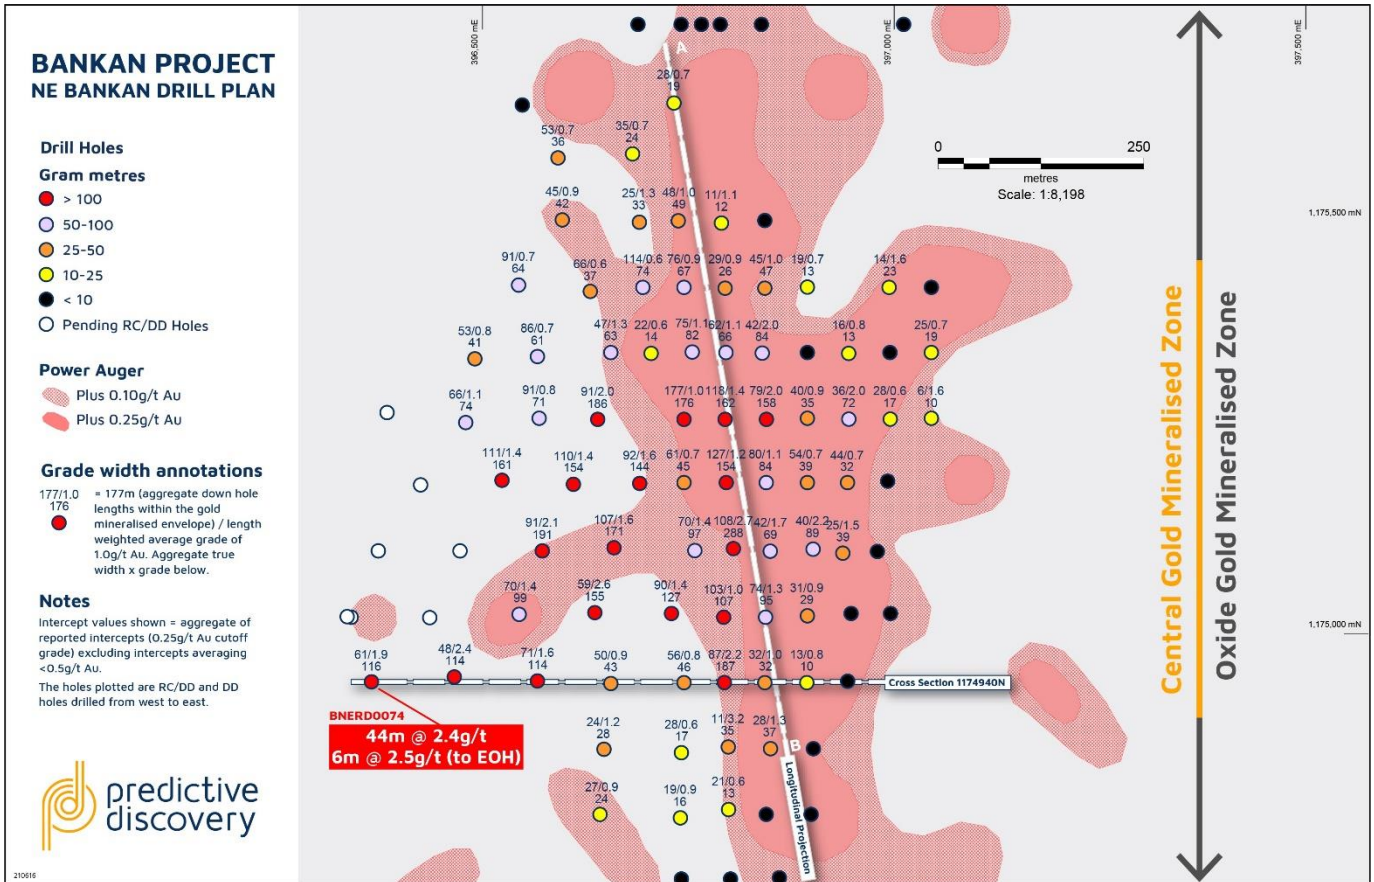 BANKAN PROJECT
NE BANKAN DRILL PLAN
Drill Holes
Gram metres
> 100
50-100
25-50
10-25
< 10
Pending RC/DD Holes
Power Auger
Plus 0.10g/t Au
Plus 0.25g/t Au
Grade width annotations
177/1.0
176
= 177m (aggregate down hole
lengths within the gold
mineralised envelope) / length
weighted average grade of
1.0g/t Au. Aggregate true
width x grade below.
Notes
Intercept values shown = aggregate of
reported intercepts (0.25g/t Au cutoff
grade) excluding intercepts averaging
<0.5g/t Au.
The holes plotted are RC/DD and DD
holes drilled from west to east.
predictive
discovery
210616
396,500 mE
397,000 mE
397,500 mE
A
28/0.7
19
0 250
metres
Scale: 1:8,198
53/0.7 35/0.7
36 24
1,175,500 mN
45/0.9 25/1.3 48/1.0 11/1.1
42 33 49 12
91/0.7 66/0.6 114/0.6 76/0.9 29/0.9 45/1.0 19/0.7 14/1.6
64 37 74 67 26 47 13 23
53/0.8 86/0.7 47/1.3 22/0.6 75/1.1 62/1.1 42/2.0 16/0.8 25/0.7
41 61 63 14 82 66 84 13 19
66/1.1 91/0.8 91/2.0 177/1.0 118/1.4 79/2.0 40/0.9 36/2.0 28/0.6 6/1.6
74 71 186 176 162 158 35 72 17 10
111/1.4 110/1.4 92/1.6 61/0.7 127/1.2 80/1.1 54/0.7 44/0.7
161 154 144 45 154 84 39 32
91/2.1 107/1.6 70/1.4 108/2.7 42/1.7 40/2.2 25/1.5
191 171 97 288 69 89 39
70/1.4 59/2.6 90/1.4 103/1.0 74/1.3 31/0.9
99 155 127 107 95 29
1,175,000 mN
61/1.9 48/2.4 71/1.6 50/0.9 56/0.8 87/2.2 32/1.0 13/0.8
116 114 114 43 46 187 32 10
Cross Section 1174940N
BNERD0074
44m @ 2.4g/t
6m @ 2.5g/t (to EOH)
24/1.2 28/0.6 11/3.2 28/1.3
28 17 35 37
B
27/0.9 19/0.9 21/0.6
24 16 13
Longitudinal Projection
Central Gold Mineralised Zone
Oxide Gold Mineralised Zone